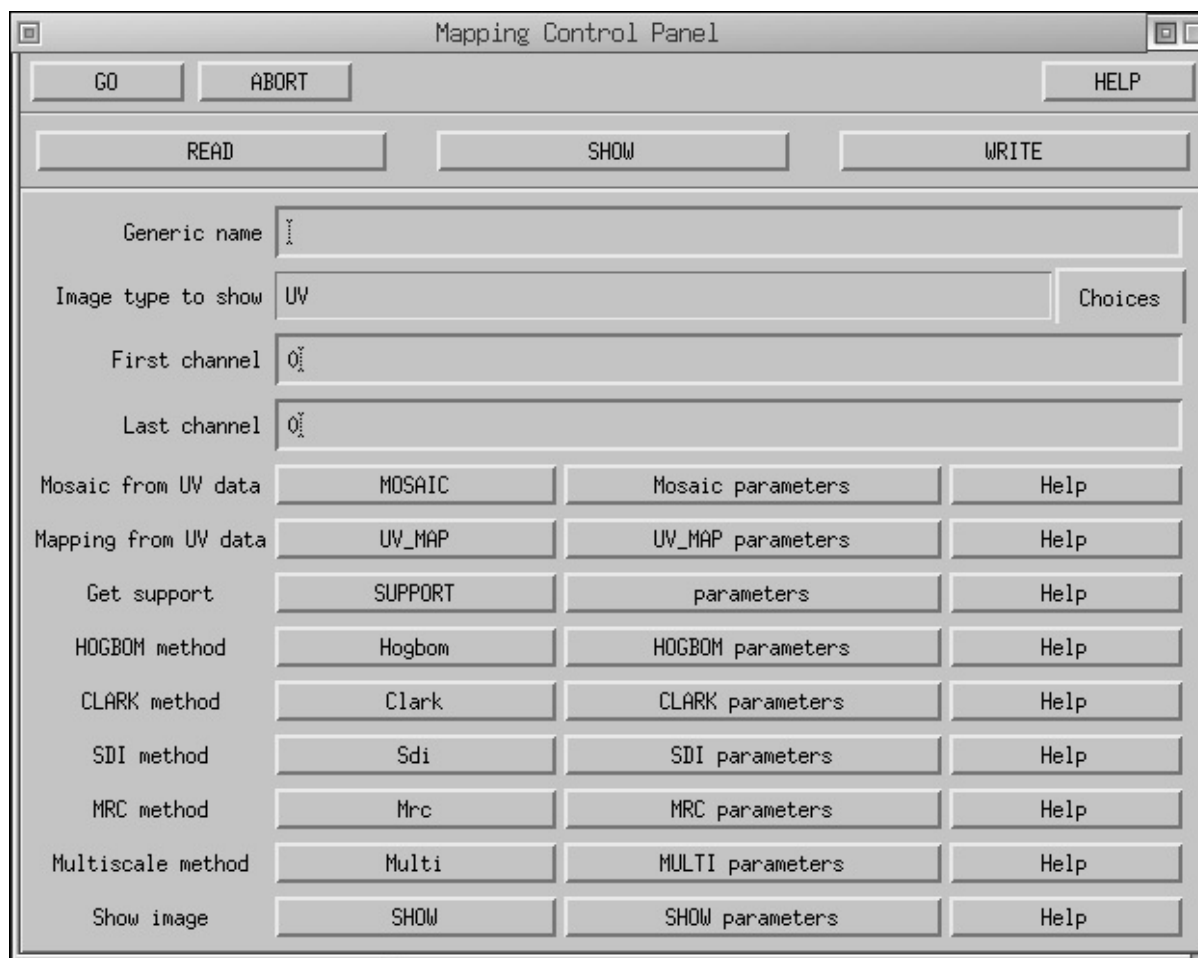 Mapping Control Panel
GO ABORT HELP
READ SHOW WRITE
Generic name
Image type to show UV Choices
First channel 0
Last channel 0
Mosaic from UV data MOSAIC Mosaic parameters Help
Mapping from UV data UV_MAP UV_MAP parameters Help
Get support SUPPORT parameters Help
HOGBOM method Hogbom HOGBOM parameters Help
CLARK method Clark CLARK parameters Help
SDI method Sdi SDI parameters Help
MRC method Mrc MRC parameters Help
Multiscale method Multi MULTI parameters Help
Show image SHOW SHOW parameters Help